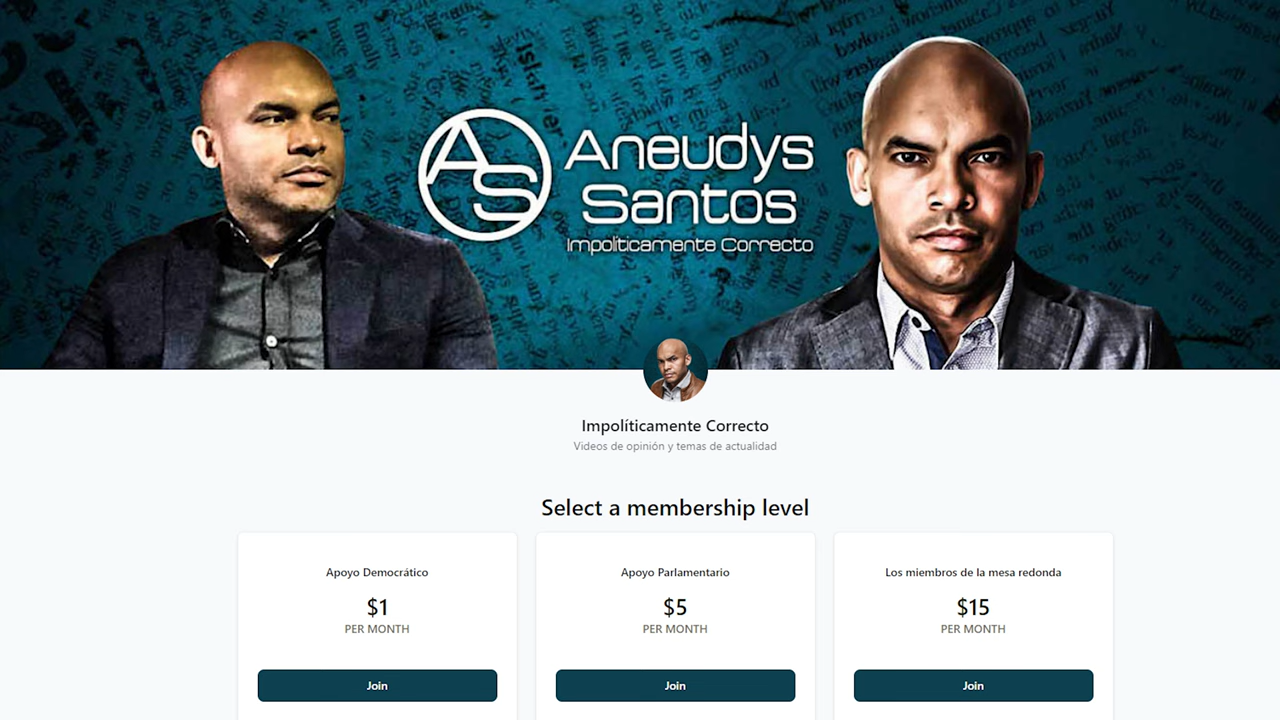 AS
Aneudys
Santos
Impolíticamente Correcto
Impolíticamente Correcto
Videos de opinión y temas de actualidad
Select a membership level
Apoyo Democrático
$1
PER MONTH
Join
Apoyo Parlamentario
$5
PER MONTH
Join
Los miembros de la mesa redonda
$15
PER MONTH
Join